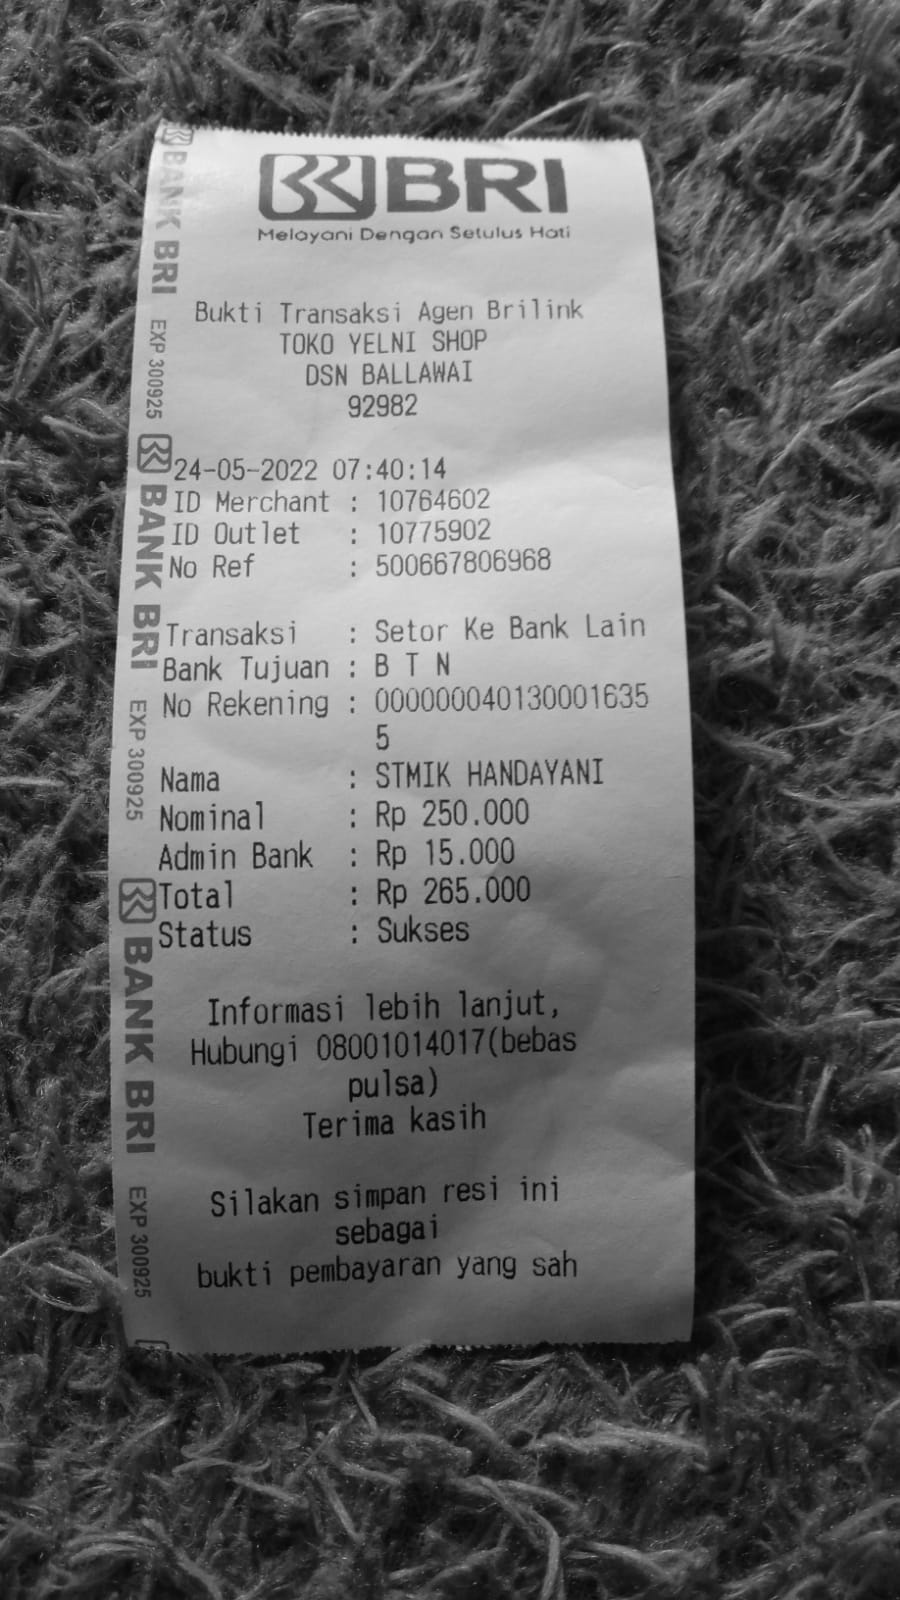 BRI
Melayani Dengan Setulus Hati
Bukti Transaksi Agen Brilink
TOKO YELNI SHOP
DSN BALLAWAI
92982
24-05-2022 07:40:14
ID Merchant : 10764602
ID Outlet : 10775902
No Ref : 500667806968
Transaksi : Setor Ke Bank Lain
Bank Tujuan : B T N
No Rekening : 000000040130001635
5
Nama : STMIK HANDAYANI
Nominal : Rp 250.000
Admin Bank : Rp 15.000
Total : Rp 265.000
Status : Sukses
Informasi lebih lanjut,
Hubungi 08001014017(bebas
pulsa)
Terima kasih
Silakan simpan resi ini
sebagai
bukti pembayaran yang sah
BANK BRI EXP 300925
BANK BRI EXP 300925
BANK BRI EXP 300925